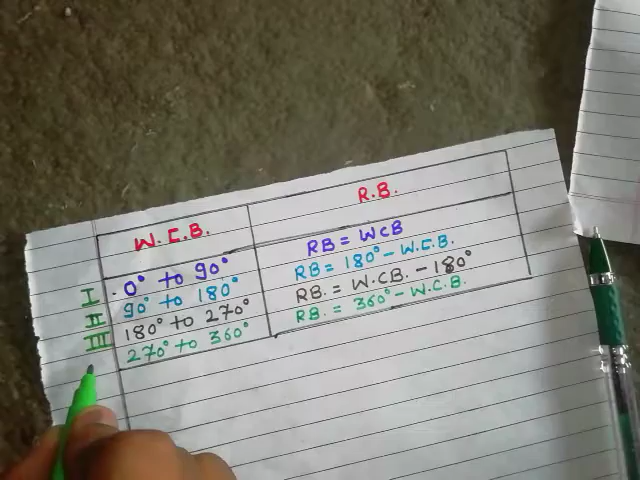 W.C.B. R.B.
I 0° to 90° RB = WCB
II 90° to 180° RB = 180° - W.C.B.
III 180° to 270° RB. = W.CB. - 180°
270° to 360° RB. = 360° - W.C.B.